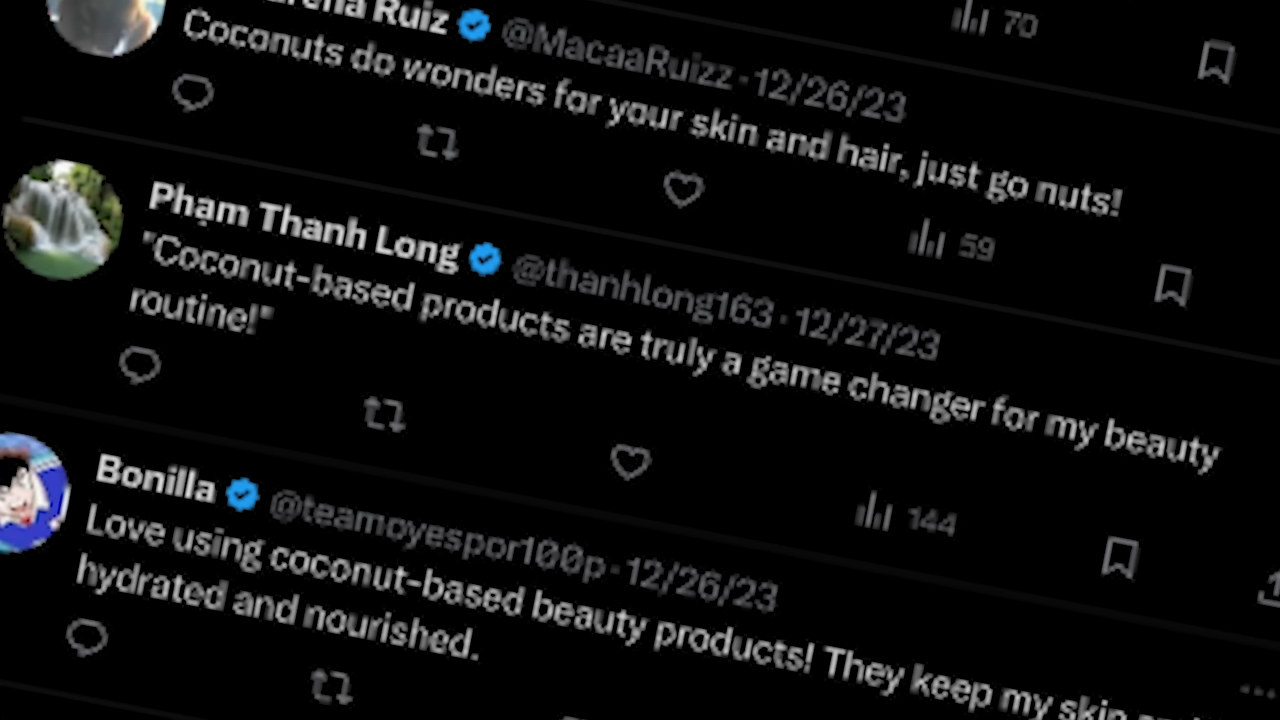 70
Ruiz @MacaaRuizz · 12/26/23
Coconuts do wonders for your skin and hair, just go nuts!
59
Phạm Thanh Long @thanhlong163 · 12/27/23
"Coconut-based products are truly a game changer for my beauty
routine!"
144
Bonilla @teamoyespor100p · 12/26/23
Love using coconut-based beauty products! They keep my skin
hydrated and nourished.